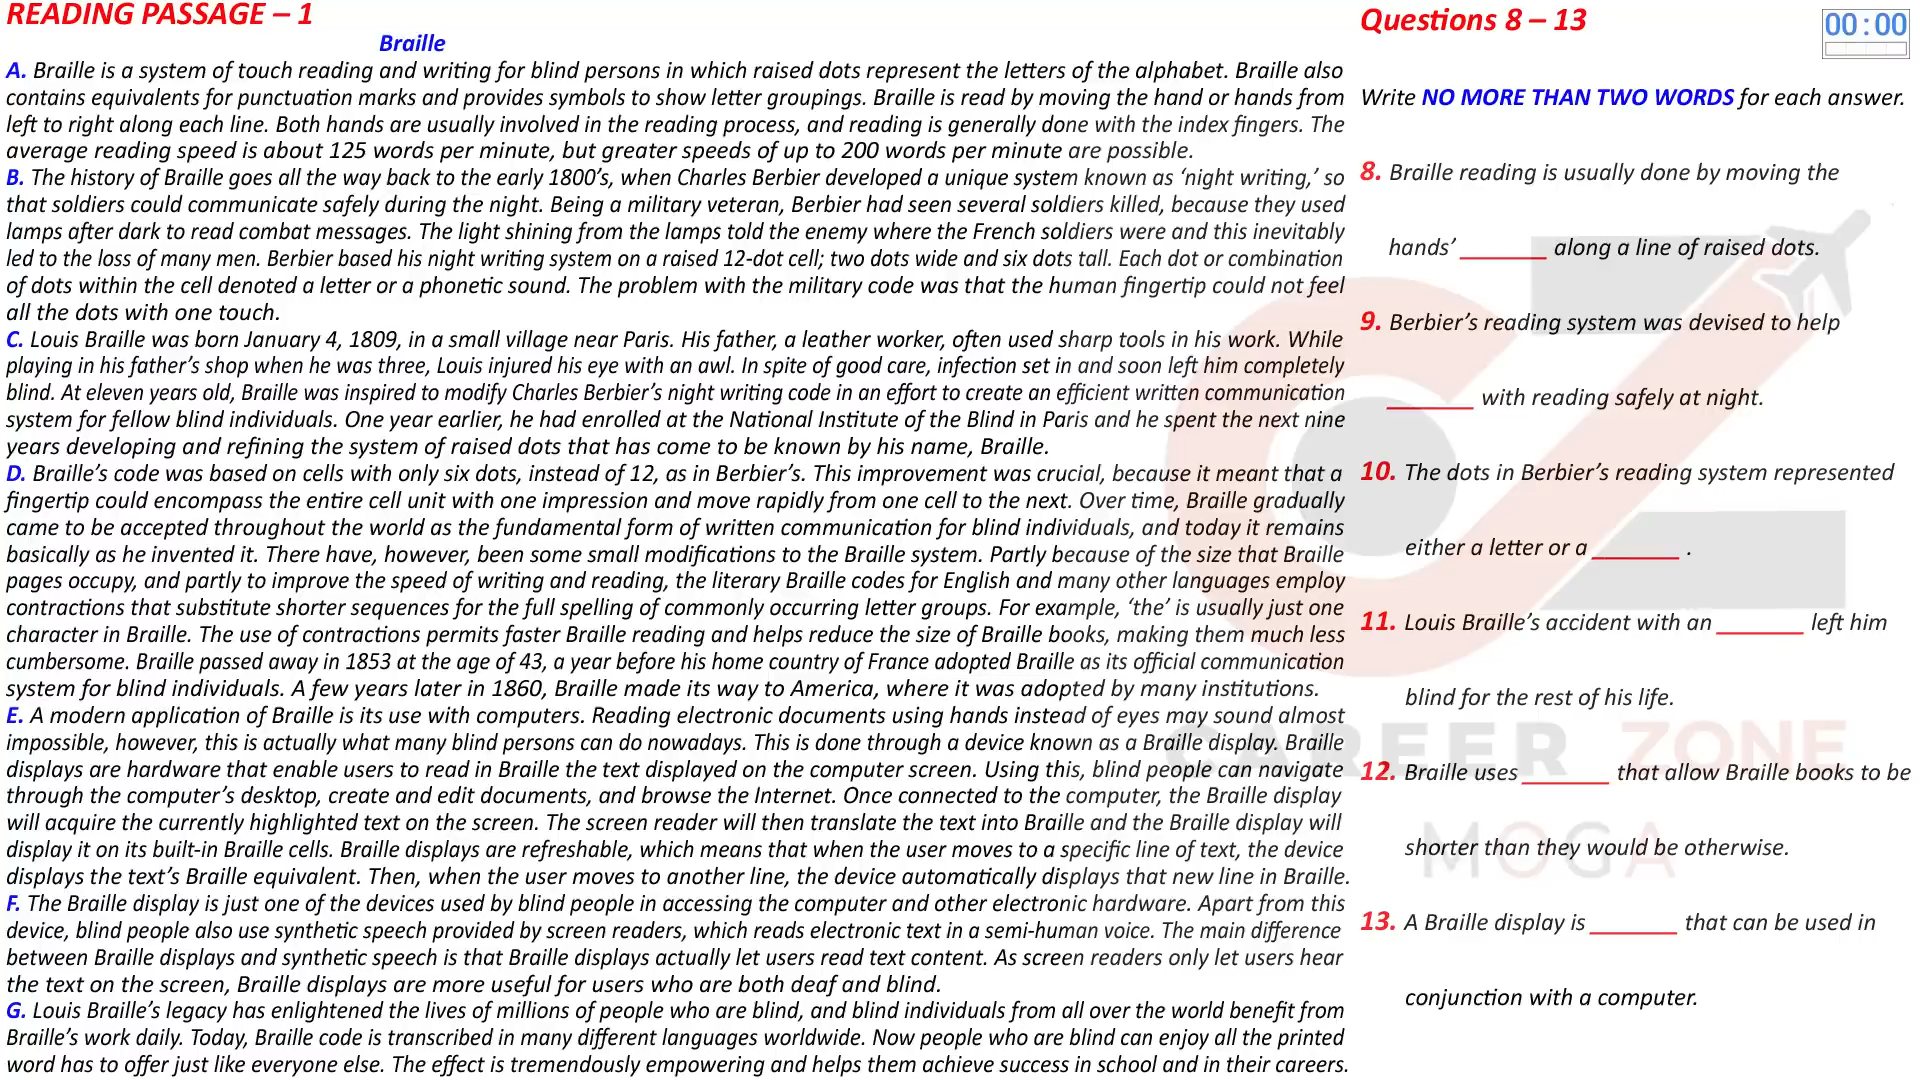 READING PASSAGE – 1
Braille
A. Braille is a system of touch reading and writing for blind persons in which raised dots represent the letters of the alphabet. Braille also
contains equivalents for punctuation marks and provides symbols to show letter groupings. Braille is read by moving the hand or hands from
left to right along each line. Both hands are usually involved in the reading process, and reading is generally done with the index fingers. The
average reading speed is about 125 words per minute, but greater speeds of up to 200 words per minute are possible.
B. The history of Braille goes all the way back to the early 1800’s, when Charles Berbier developed a unique system known as ‘night writing,’ so
that soldiers could communicate safely during the night. Being a military veteran, Berbier had seen several soldiers killed, because they used
lamps after dark to read combat messages. The light shining from the lamps told the enemy where the French soldiers were and this inevitably
led to the loss of many men. Berbier based his night writing system on a raised 12-dot cell; two dots wide and six dots tall. Each dot or combination
of dots within the cell denoted a letter or a phonetic sound. The problem with the military code was that the human fingertip could not feel
all the dots with one touch.
C. Louis Braille was born January 4, 1809, in a small village near Paris. His father, a leather worker, often used sharp tools in his work. While
playing in his father’s shop when he was three, Louis injured his eye with an awl. In spite of good care, infection set in and soon left him completely
blind. At eleven years old, Braille was inspired to modify Charles Berbier’s night writing code in an effort to create an efficient written communication
system for fellow blind individuals. One year earlier, he had enrolled at the National Institute of the Blind in Paris and he spent the next nine
years developing and refining the system of raised dots that has come to be known by his name, Braille.
D. Braille’s code was based on cells with only six dots, instead of 12, as in Berbier’s. This improvement was crucial, because it meant that a
fingertip could encompass the entire cell unit with one impression and move rapidly from one cell to the next. Over time, Braille gradually
came to be accepted throughout the world as the fundamental form of written communication for blind individuals, and today it remains
basically as he invented it. There have, however, been some small modifications to the Braille system. Partly because of the size that Braille
pages occupy, and partly to improve the speed of writing and reading, the literary Braille codes for English and many other languages employ
contractions that substitute shorter sequences for the full spelling of commonly occurring letter groups. For example, ‘the’ is usually just one
character in Braille. The use of contractions permits faster Braille reading and helps reduce the size of Braille books, making them much less
cumbersome. Braille passed away in 1853 at the age of 43, a year before his home country of France adopted Braille as its official communication
system for blind individuals. A few years later in 1860, Braille made its way to America, where it was adopted by many institutions.
E. A modern application of Braille is its use with computers. Reading electronic documents using hands instead of eyes may sound almost
impossible, however, this is actually what many blind persons can do nowadays. This is done through a device known as a Braille display. Braille
displays are hardware that enable users to read in Braille the text displayed on the computer screen. Using this, blind people can navigate
through the computer’s desktop, create and edit documents, and browse the Internet. Once connected to the computer, the Braille display
will acquire the currently highlighted text on the screen. The screen reader will then translate the text into Braille and the Braille display will
display it on its built-in Braille cells. Braille displays are refreshable, which means that when the user moves to a specific line of text, the device
displays the text’s Braille equivalent. Then, when the user moves to another line, the device automatically displays that new line in Braille.
F. The Braille display is just one of the devices used by blind people in accessing the computer and other electronic hardware. Apart from this
device, blind people also use synthetic speech provided by screen readers, which reads electronic text in a semi-human voice. The main difference
between Braille displays and synthetic speech is that Braille displays actually let users read text content. As screen readers only let users hear
the text on the screen, Braille displays are more useful for users who are both deaf and blind.
G. Louis Braille’s legacy has enlightened the lives of millions of people who are blind, and blind individuals from all over the world benefit from
Braille’s work daily. Today, Braille code is transcribed in many different languages worldwide. Now people who are blind can enjoy all the printed
word has to offer just like everyone else. The effect is tremendously empowering and helps them achieve success in school and in their careers.
Questions 8 – 13
00:00
Write NO MORE THAN TWO WORDS for each answer.
8. Braille reading is usually done by moving the
hands’ ________ along a line of raised dots.
9. Berbier’s reading system was devised to help
________ with reading safely at night.
10. The dots in Berbier’s reading system represented
either a letter or a ________ .
11. Louis Braille’s accident with an ________ left him
blind for the rest of his life.
12. Braille uses ________ that allow Braille books to be
shorter than they would be otherwise.
13. A Braille display is ________ that can be used in
conjunction with a computer.
CAREER ZONE
MOGA